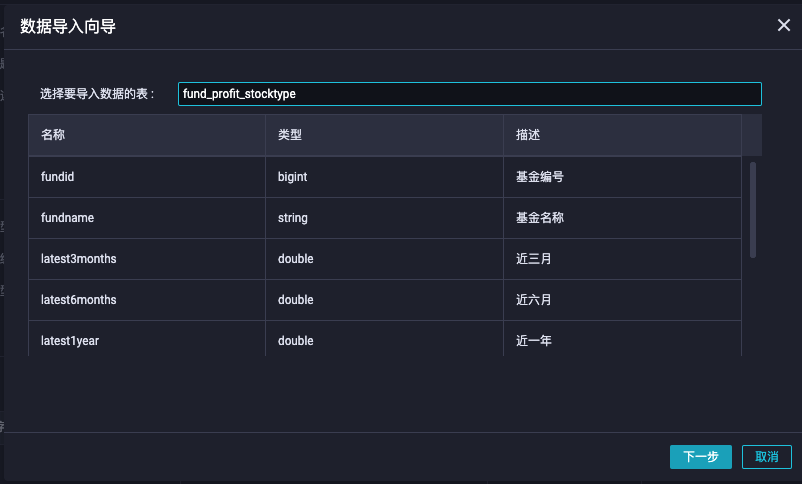 数据导入向导
选择要导入数据的表：
fund_profit_stocktype
名称 类型 描述
fundid bigint 基金编号
fundname string 基金名称
latest3months double 近三月
latest6months double 近六月
latest1year double 近一年
下一步 取消